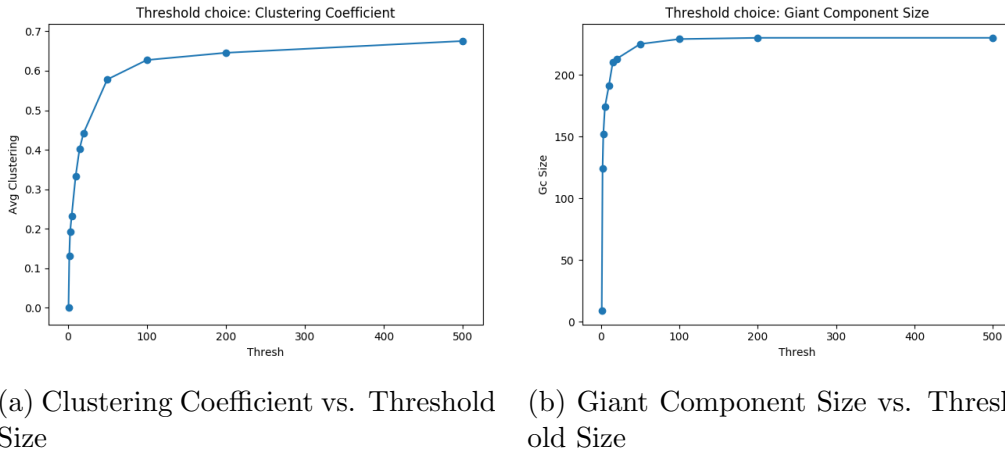 Threshold choice: Clustering Coefficient
0.7
0.6
0.5
0.4
0.3
0.2
0.1
0.0
Avg Clustering
0 100 200 300 400 500
Thresh
Threshold choice: Giant Component Size
200
150
100
50
0
Gc Size
0 100 200 300 400 500
Thresh
(a) Clustering Coefficient vs. Threshold
Size
(b) Giant Component Size vs. Thresh
old Size